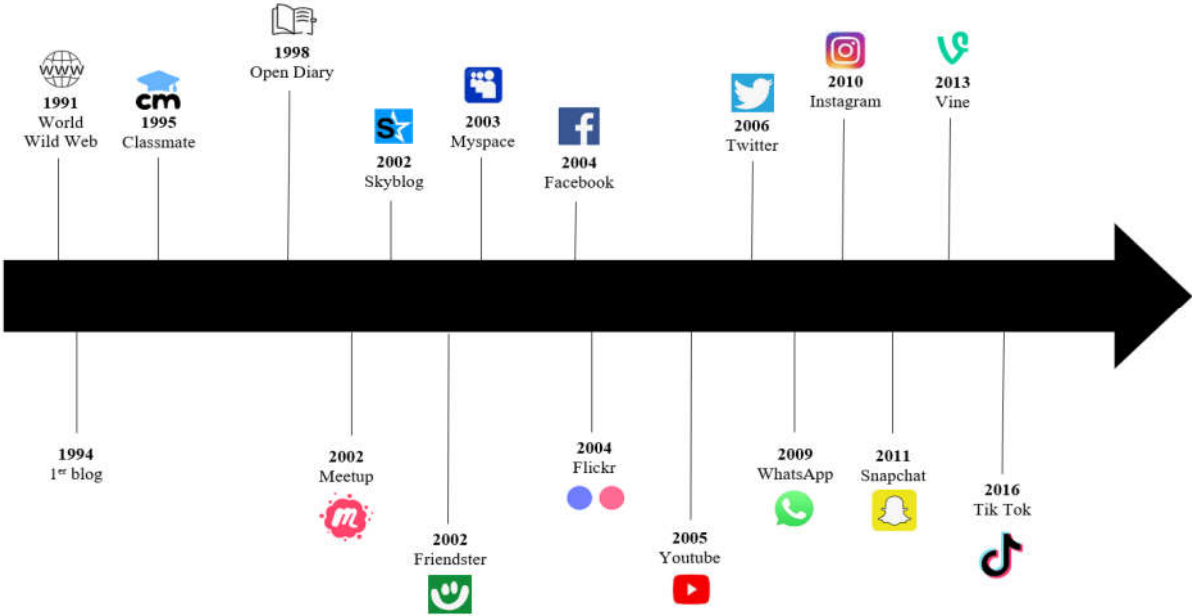 www
1991
World
Wild Web
cm
1995
Classmate
1998
Open Diary
S
2002
Skyblog
2003
Myspace
f
2004
Facebook
2006
Twitter
2010
Instagram
2013
Vine
1994
1er blog
2002
Meetup
m
2002
Friendster
2004
Flickr
2005
Youtube
2009
WhatsApp
2011
Snapchat
2016
Tik Tok